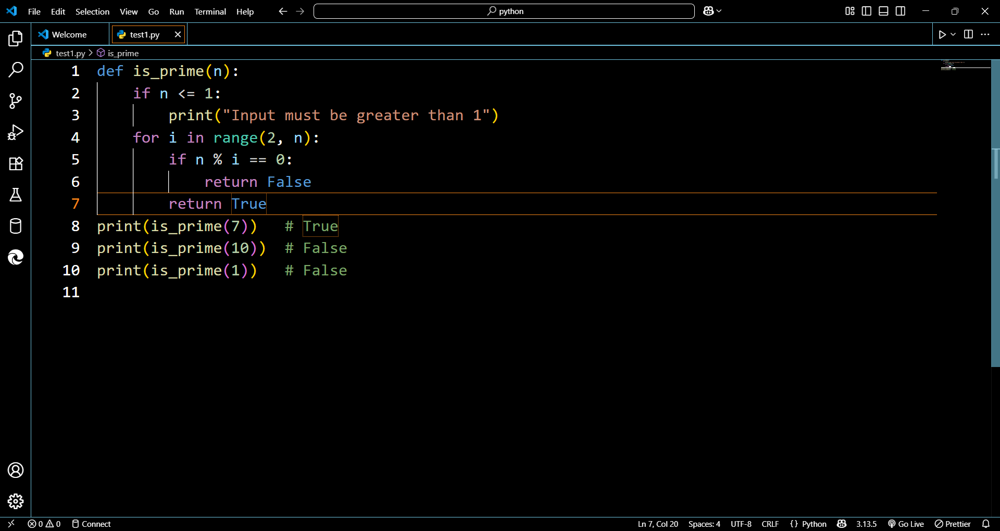 File Edit Selection View Go Run Terminal Help python
Welcome test1.py
test1.py > is_prime
1 def is_prime(n):
2     if n <= 1:
3         print("Input must be greater than 1")
4     for i in range(2, n):
5         if n % i == 0:
6             return False
7         return True
8 print(is_prime(7))   # True
9 print(is_prime(10))  # False
10 print(is_prime(1))   # False
11
0 0 Connect Ln 7, Col 20 Spaces: 4 UTF-8 CRLF {} Python 3.13.5 Go Live Prettier